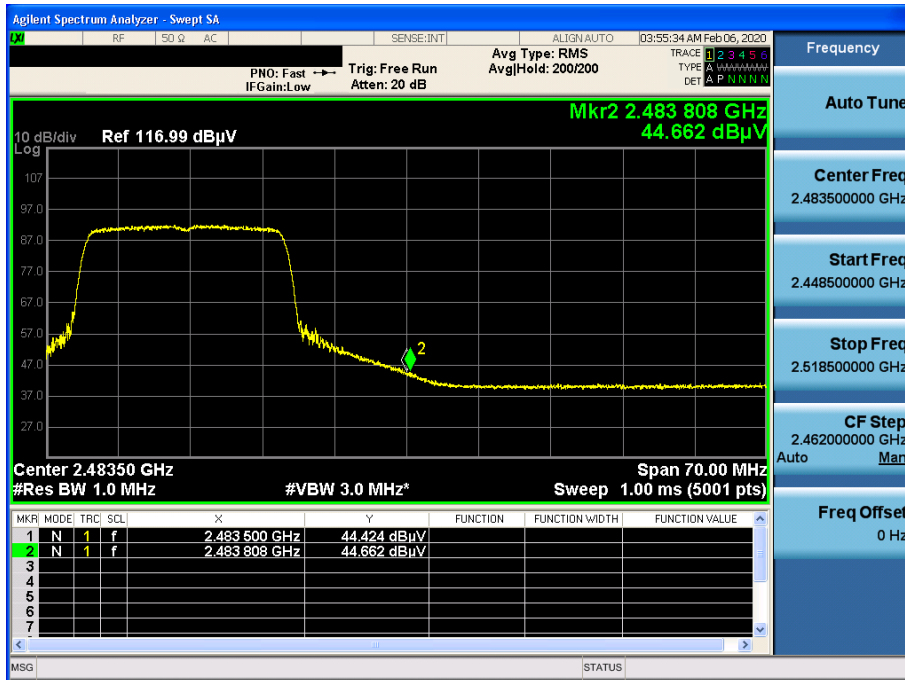 Agilent Spectrum Analyzer - Swept SA
LXI RF 50 Ω AC SENSE:INT ALIGN AUTO 03:55:34 AM Feb 06, 2020
PNO: Fast
IFGain:Low
Trig: Free Run
Atten: 20 dB
Avg Type: RMS
Avg|Hold: 200/200
TRACE 1 2 3 4 5 6
TYPE A WWWWW
DET A P N N N N
Mkr2 2.483 808 GHz
44.662 dBµV
10 dB/div Ref 116.99 dBµV
Log
107
97.0
87.0
77.0
67.0
57.0
47.0
37.0
27.0
2
Center 2.48350 GHz Span 70.00 MHz
#Res BW 1.0 MHz #VBW 3.0 MHz* Sweep 1.00 ms (5001 pts)
MKR MODE TRC SCL X Y FUNCTION FUNCTION WIDTH FUNCTION VALUE
1 N 1 f 2.483 500 GHz 44.424 dBµV
2 N 1 f 2.483 808 GHz 44.662 dBµV
3
4
5
6
7
MSG STATUS
Frequency
Auto Tune
Center Freq
2.483500000 GHz
Start Freq
2.448500000 GHz
Stop Freq
2.518500000 GHz
CF Step
2.462000000 GHz
Auto Man
Freq Offset
0 Hz